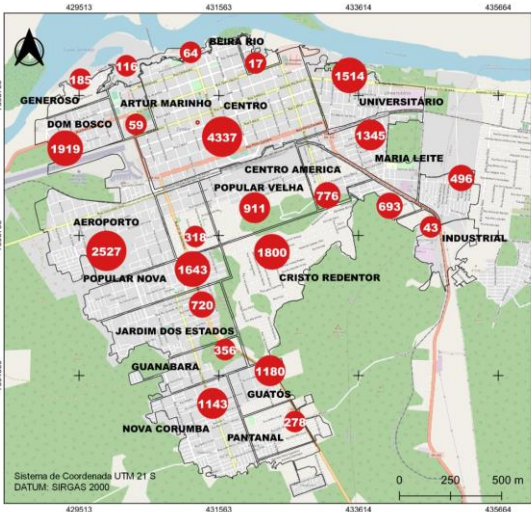 429513 431563 433614 435664
BEIRA RIO
64
116
17
185
1514
GENEROSO
ARTUR MARINHO
CENTRO
UNIVERSITÁRIO
DOM BOSCO
59
1919
4337
1345
MARIA LEITE
CENTRO AMERICA
POPULAR VELHA
496
776
911
693
AEROPORTO
318
43
INDUSTRIAL
2527
1643
1800
POPULAR NOVA
CRISTO REDENTOR
720
JARDIM DOS ESTADOS
356
GUANABARÁ
1180
GUATÓS
1143
278
NOVA CORUMBA
PANTANAL
Sistema de Coordenada UTM 21 S
DATUM: SIRGAS 2000
0 250 500 m
429513 431563 433614 435664